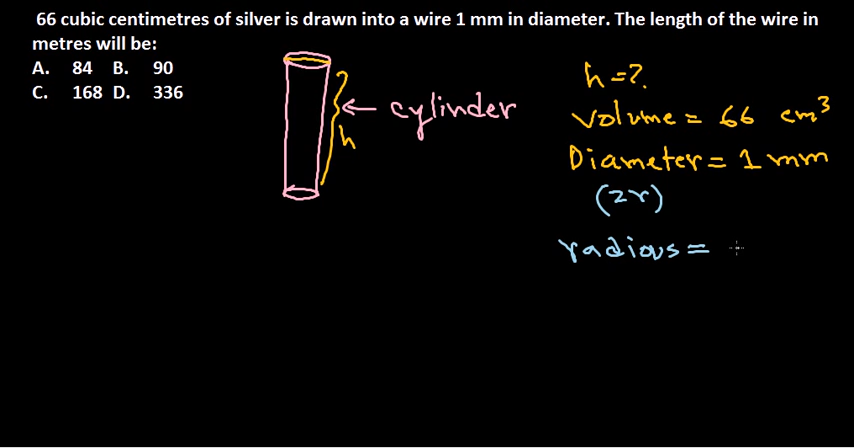 66 cubic centimetres of silver is drawn into a wire 1 mm in diameter. The length of the wire in
metres will be:
A. 84 B. 90
C. 168 D. 336
h
cylinder
h = ?.
Volume = 66 cm³
Diameter = 1 mm
(2r)
radious =